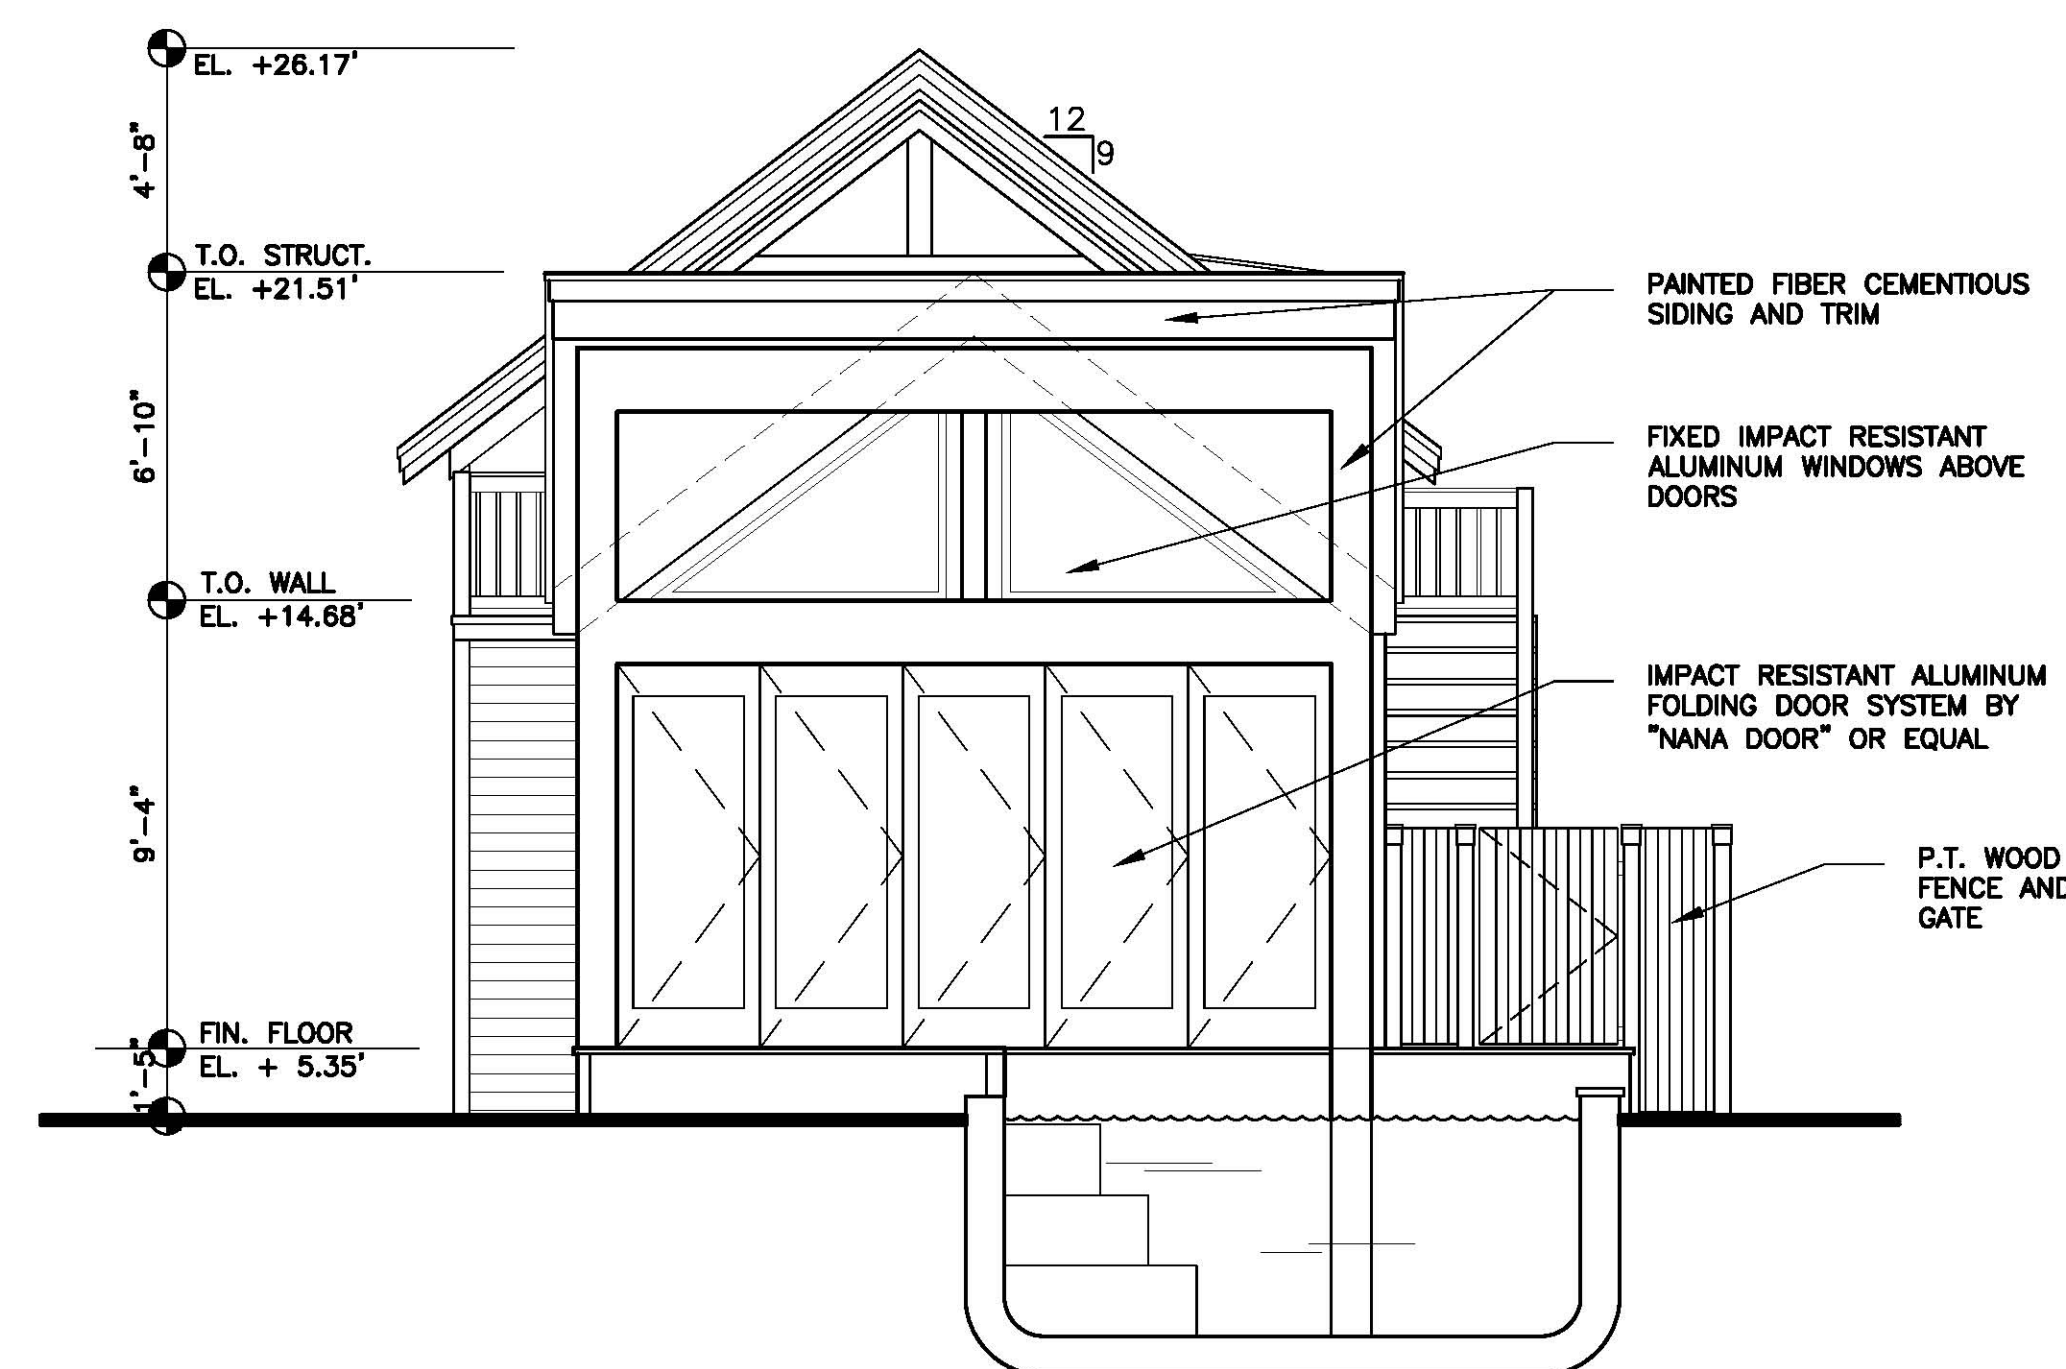 EL. +26.17'
4'-8"
12
9
T.O. STRUCT.
EL. +21.51'
PAINTED FIBER CEMENTIOUS
SIDING AND TRIM
6'-10"
FIXED IMPACT RESISTANT
ALUMINUM WINDOWS ABOVE
DOORS
T.O. WALL
EL. +14.68'
IMPACT RESISTANT ALUMINUM
FOLDING DOOR SYSTEM BY
"NANA DOOR" OR EQUAL
9'-4"
P.T. WOOD
FENCE AND
GATE
FIN. FLOOR
EL. + 5.35'
1'-5"